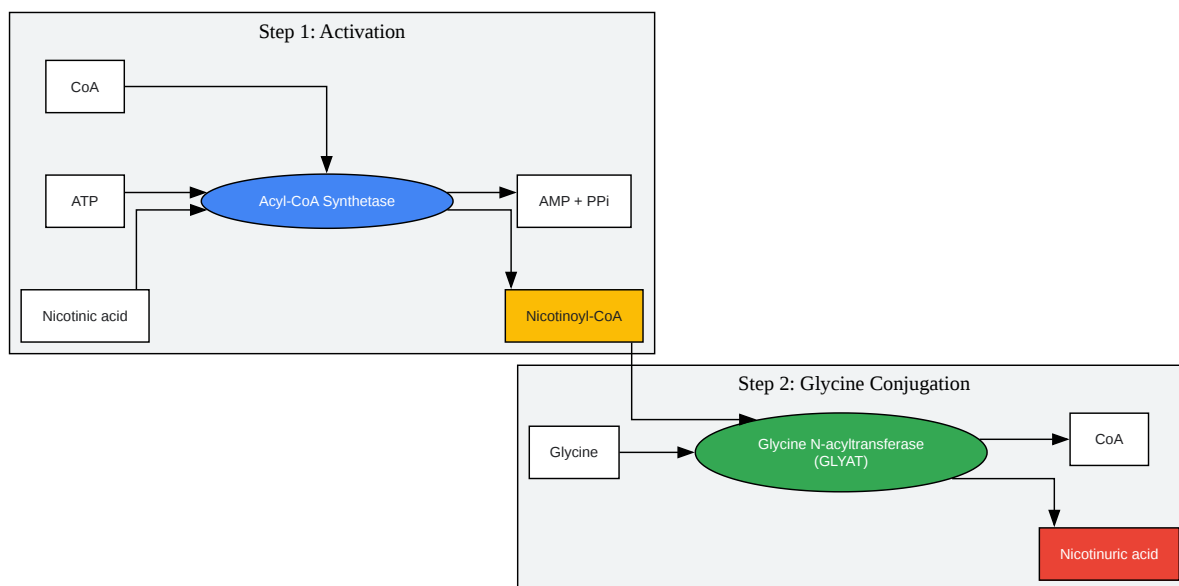 Step 1: Activation
CoA
ATP
Acyl-CoA Synthetase
AMP + PPi
Nicotinic acid
Nicotinoyl-CoA
Step 2: Glycine Conjugation
Glycine
Glycine N-acyltransferase
(GLYAT)
CoA
Nicotinuric acid